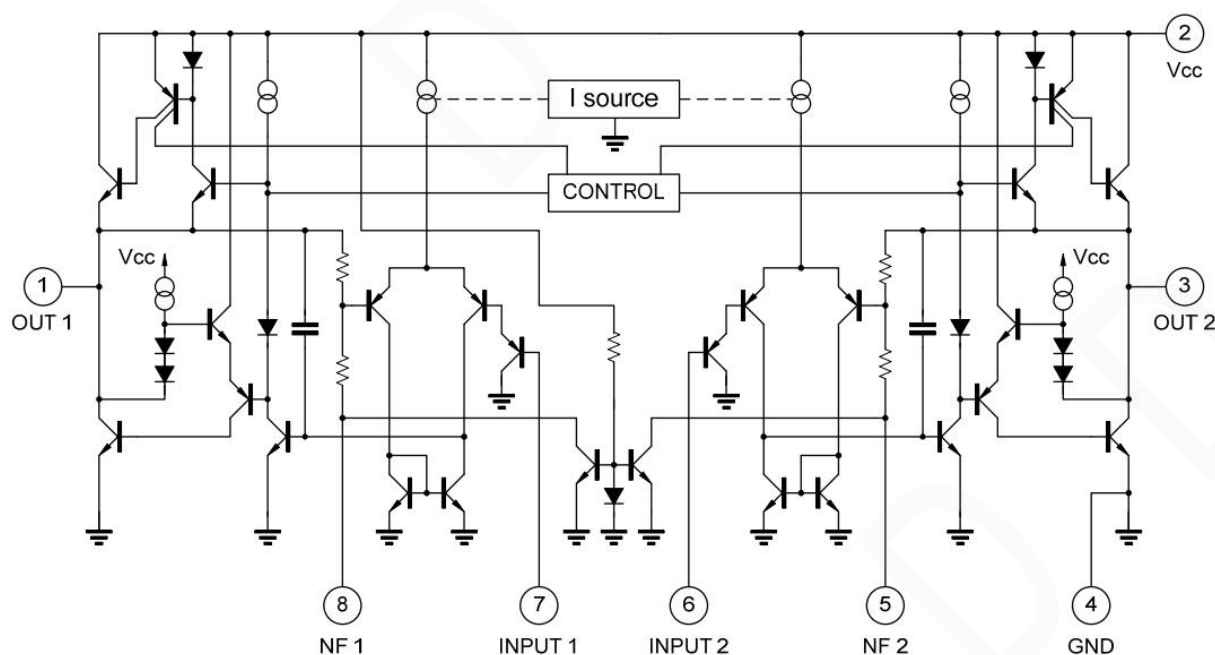 2
Vcc
I source
CONTROL
Vcc
Vcc
1
OUT 1
3
OUT 2
8
7
6
5
4
NF 1
INPUT 1
INPUT 2
NF 2
GND